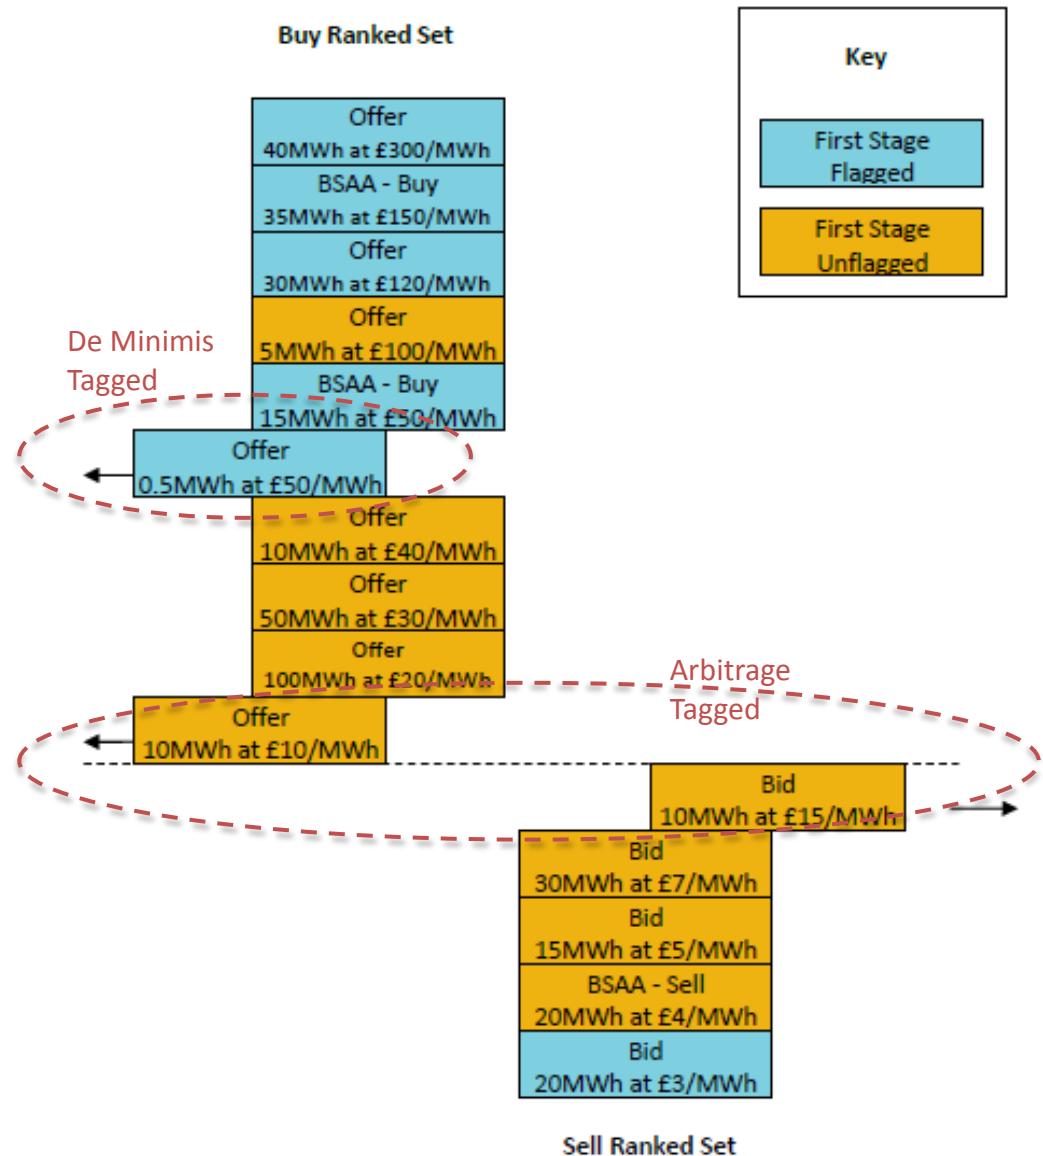 Buy Ranked Set
Key
First Stage
Flagged
First Stage
Unflagged
Offer
40MWh at £300/MWh
BSAA - Buy
35MWh at £150/MWh
Offer
30MWh at £120/MWh
Offer
5MWh at £100/MWh
BSAA - Buy
15MWh at £50/MWh
De Minimis
Tagged
Offer
0.5MWh at £50/MWh
Offer
10MWh at £40/MWh
Offer
50MWh at £30/MWh
Offer
100MWh at £20/MWh
Arbitrage
Tagged
Offer
10MWh at £10/MWh
Bid
10MWh at £15/MWh
Bid
30MWh at £7/MWh
Bid
15MWh at £5/MWh
BSAA - Sell
20MWh at £4/MWh
Bid
20MWh at £3/MWh
Sell Ranked Set